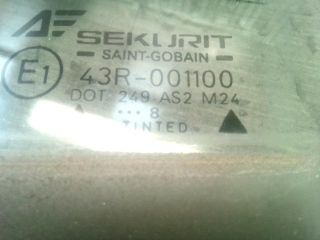 SEKURIT
SAINT-GOBAIN
E1 43R-001100
DOT 249 AS2 M24
••• 8
TINTED